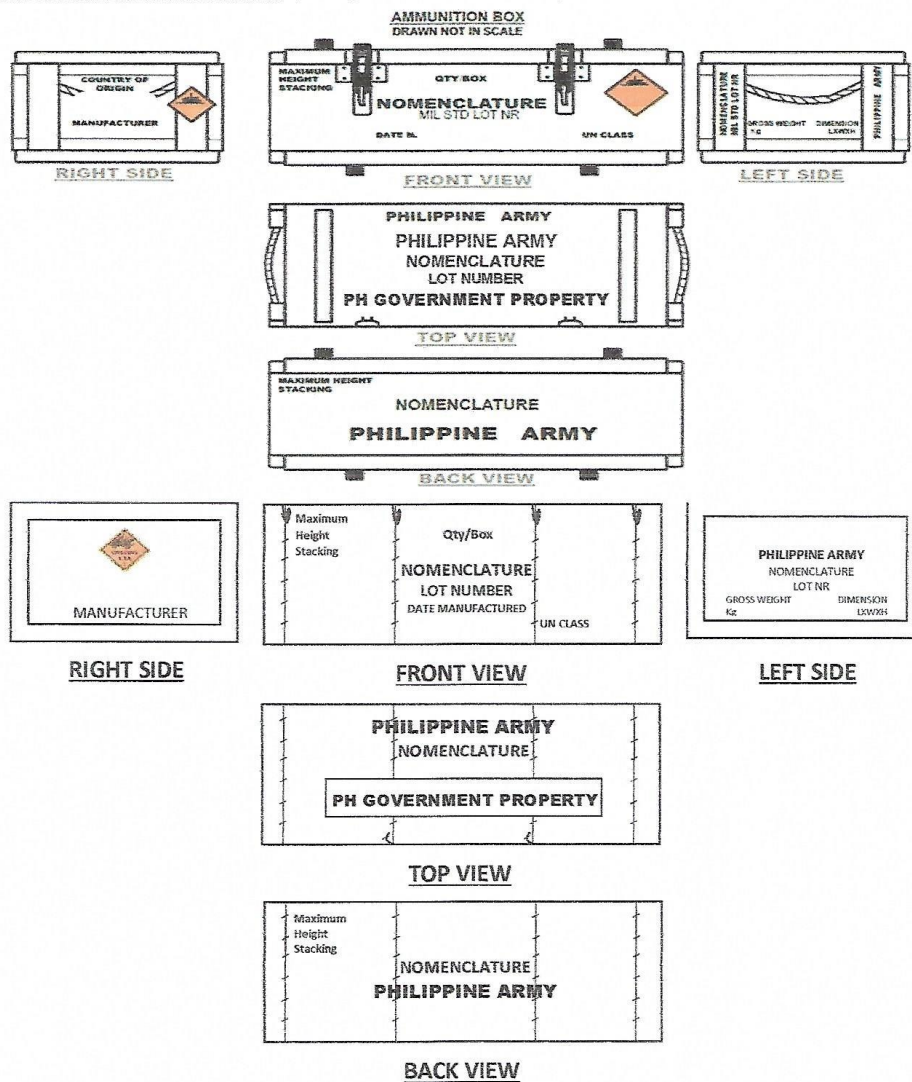 AMMUNITION BOX
DRAWN NOT IN SCALE
COUNTRY OF
ORIGIN
MANUFACTURER
RIGHT SIDE
MAXIMUM
HEIGHT
STACKING
QTY/BOX
NOMENCLATURE
MIL STD LOT NR
DATE M.
UN CLASS
FRONT VIEW
NOMENCLATURE
MIL STD LOT NR
GROSS WEIGHT
Kg
DIMENSION
LXWXH
PHILIPPINE ARMY
LEFT SIDE
PHILIPPINE ARMY
PHILIPPINE ARMY
NOMENCLATURE
LOT NUMBER
PH GOVERNMENT PROPERTY
TOP VIEW
MAXIMUM HEIGHT
STACKING
NOMENCLATURE
PHILIPPINE ARMY
BACK VIEW
MANUFACTURER
RIGHT SIDE
Maximum
Height
Stacking
Qty/Box
NOMENCLATURE
LOT NUMBER
DATE MANUFACTURED
UN CLASS
FRONT VIEW
PHILIPPINE ARMY
NOMENCLATURE
LOT NR
GROSS WEIGHT
Kg
DIMENSION
LXWXH
LEFT SIDE
PHILIPPINE ARMY
NOMENCLATURE
PH GOVERNMENT PROPERTY
TOP VIEW
Maximum
Height
Stacking
NOMENCLATURE
PHILIPPINE ARMY
BACK VIEW